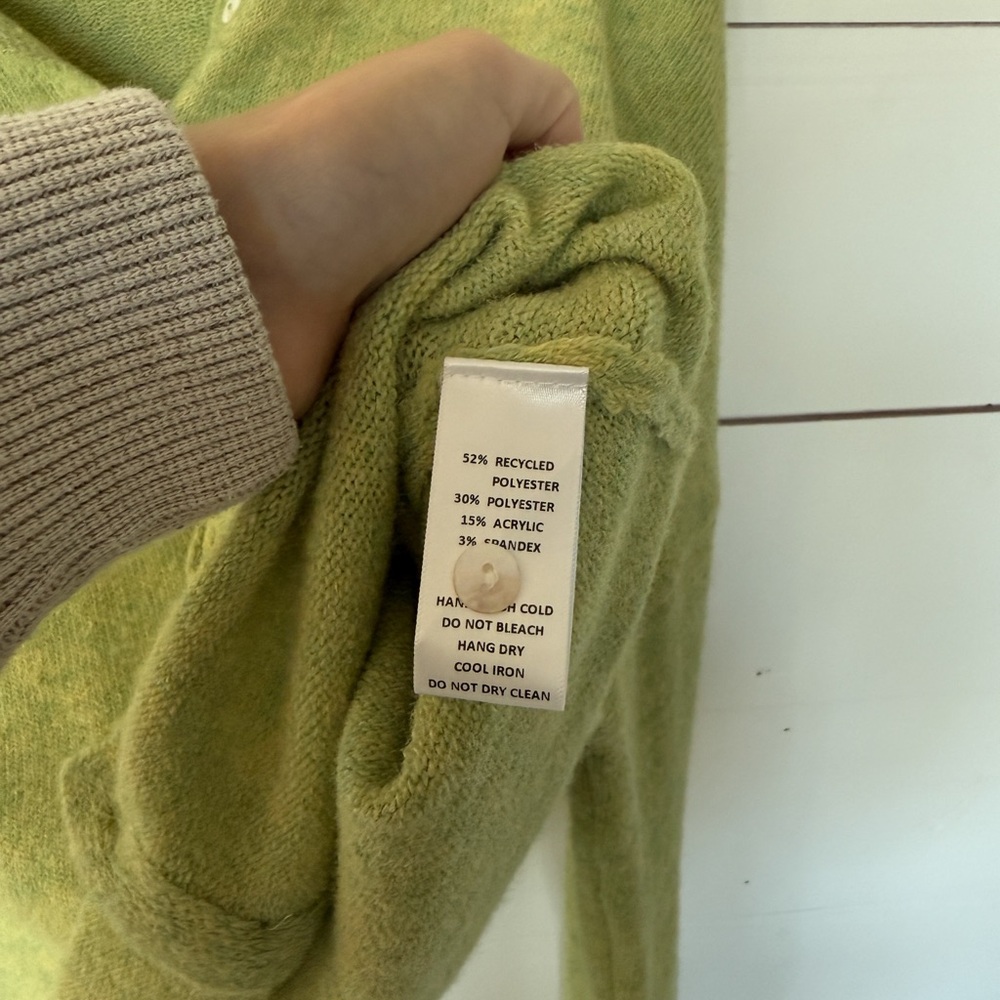 52% RECYCLED
POLYESTER
30% POLYESTER
15% ACRYLIC
3% SPANDEX
COLD
DO NOT BLEACH
HANG DRY
COOL IRON
DO NOT DRY CLEAN